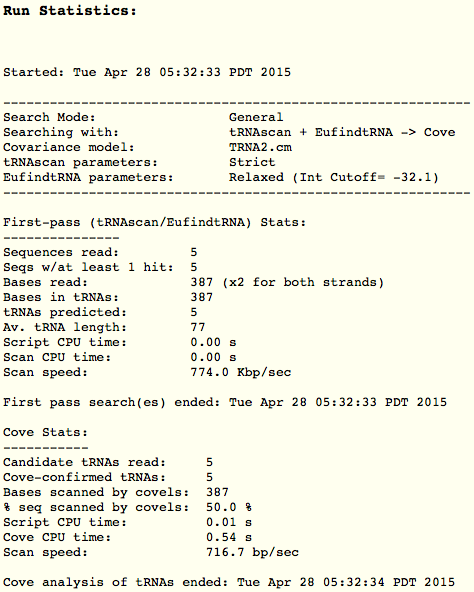 Run Statistics:
Started: Tue Apr 28 05:32:33 PDT 2015
------------------------------------------------------------
Search Mode: General
Searching with: tRNAscan + EufindtRNA -> Cove
Covariance model: TRNA2.cm
tRNAscan parameters: Strict
EufindtRNA parameters: Relaxed (Int Cutoff= -32.1)
------------------------------------------------------------
First-pass (tRNAscan/EufindtRNA) Stats:
---------------
Sequences read: 5
Seqs w/at least 1 hit: 5
Bases read: 387 (x2 for both strands)
Bases in tRNAs: 387
tRNAs predicted: 5
Av. tRNA length: 77
Script CPU time: 0.00 s
Scan CPU time: 0.00 s
Scan speed: 774.0 Kbp/sec
First pass search(es) ended: Tue Apr 28 05:32:33 PDT 2015
Cove Stats:
-----------
Candidate tRNAs read: 5
Cove-confirmed tRNAs: 5
Bases scanned by covels: 387
% seq scanned by covels: 50.0 %
Script CPU time: 0.01 s
Cove CPU time: 0.54 s
Scan speed: 716.7 bp/sec
Cove analysis of tRNAs ended: Tue Apr 28 05:32:34 PDT 2015